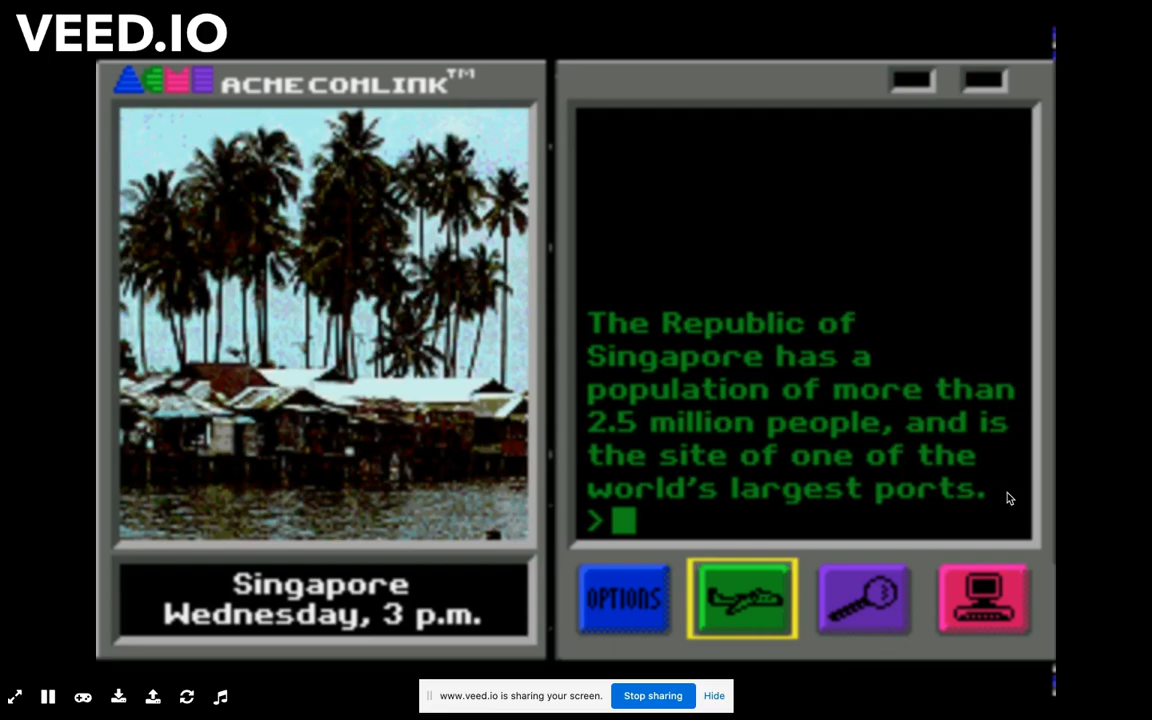 VEED.IO
ACME COMLINK™
The Republic of
Singapore has a
population of more than
2.5 million people, and is
the site of one of the
world's largest ports.
>
Singapore
Wednesday, 3 p.m.
OPTIONS
www.veed.io is sharing your screen.
Stop sharing
Hide